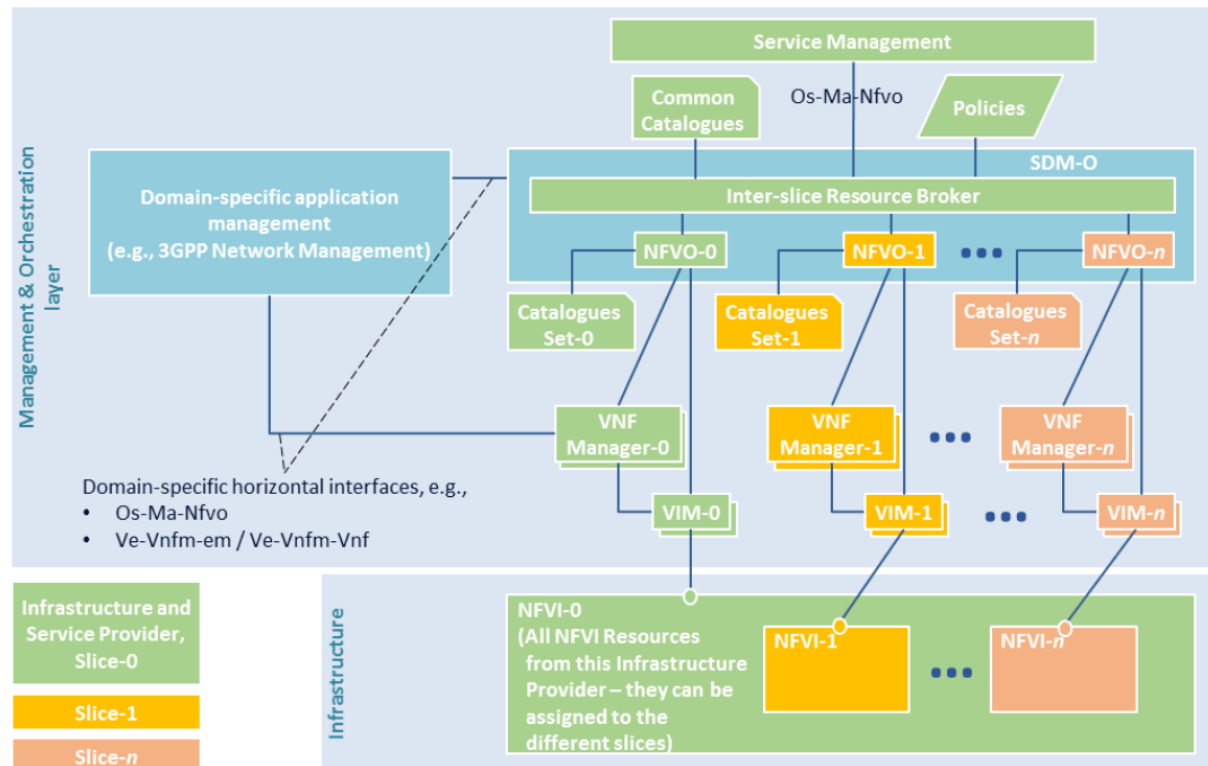 Service Management
Os-Ma-Nfvo
Common
Catalogues
Policies
SDM-O
Inter-slice Resource Broker
Domain-specific application
management
(e.g., 3GPP Network Management)
NFVO-0
NFVO-1
NFVO-n
Catalogues
Set-0
Catalogues
Set-1
Catalogues
Set-n
Management & Orchestration
layer
VNF
Manager-0
VNF
Manager-1
VNF
Manager-n
Domain-specific horizontal interfaces, e.g.,
• Os-Ma-Nfvo
• Ve-Vnfm-em / Ve-Vnfm-Vnf
VIM-0
VIM-1
VIM-n
Infrastructure and
Service Provider,
Slice-0
Slice-1
Slice-n
Infrastructure
NFVI-0
(All NFVI Resources
from this Infrastructure
Provider – they can be
assigned to the
different slices)
NFVI-1
NFVI-n